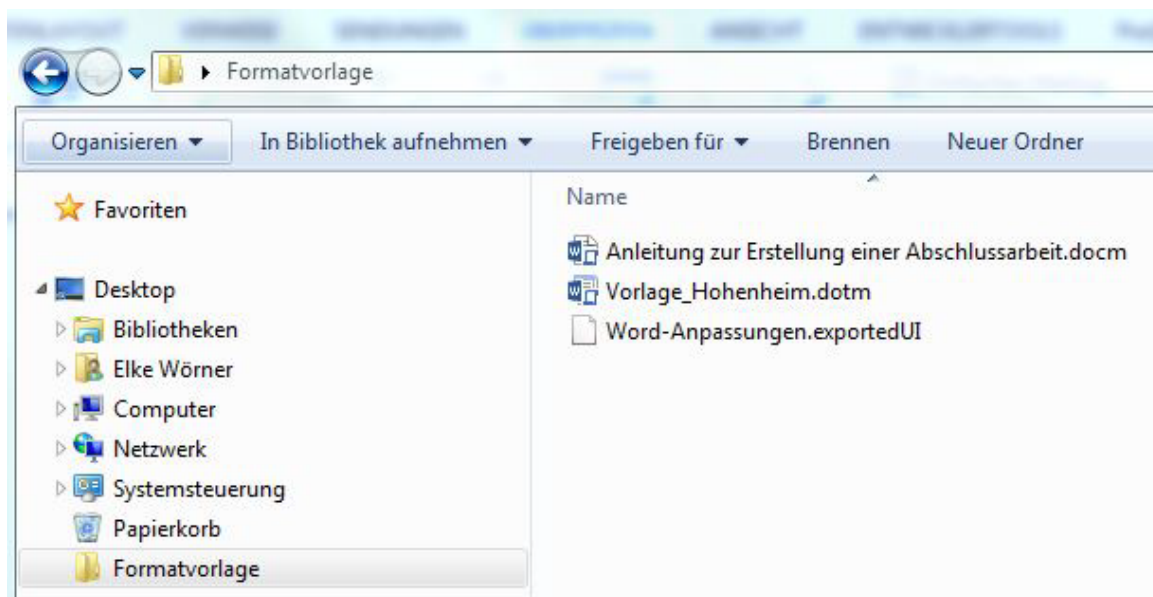 Formatvorlage
Organisieren In Bibliothek aufnehmen Freigeben für Brennen Neuer Ordner
Favoriten
Desktop
Bibliotheken
Elke Wörner
Computer
Netzwerk
Systemsteuerung
Papierkorb
Formatvorlage
Name
Anleitung zur Erstellung einer Abschlussarbeit.docm
Vorlage_Hohenheim.dotm
Word-Anpassungen.exportedUI